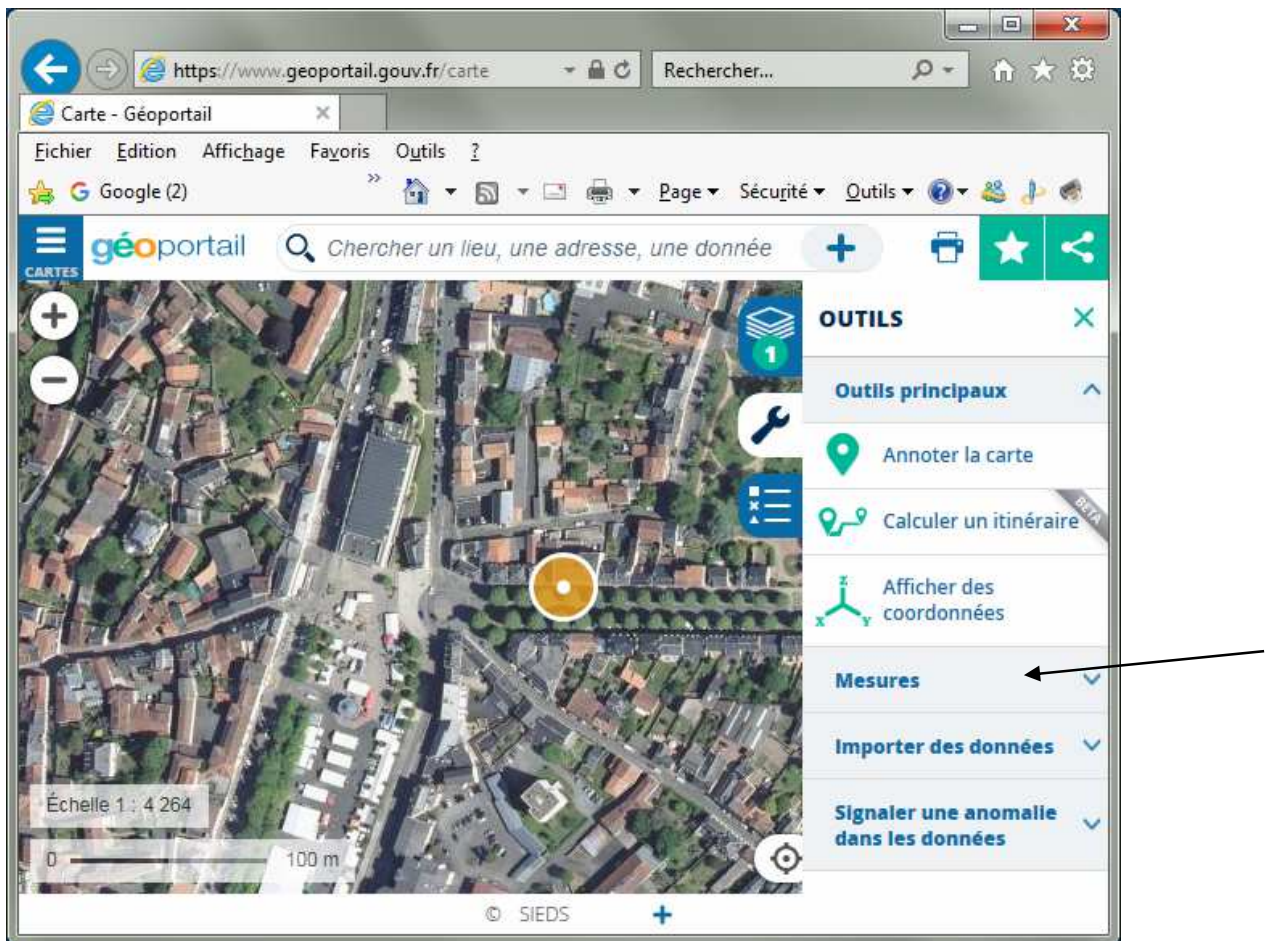 https://www.geoportail.gouv.fr/carte
Rechercher...
Carte - Géoportail
Fichier Edition Affichage Favoris Outils ?
Google (2)
Page Sécurité Outils
CARTES
géoportail
Chercher un lieu, une adresse, une donnée
1
OUTILS
Outils principaux
Annoter la carte
Calculer un itinéraire
BETA
Z
X
Y
Afficher des
coordonnées
Mesures
Importer des données
Signaler une anomalie
dans les données
Échelle 1 : 4 264
0 100 m
© SIEDS